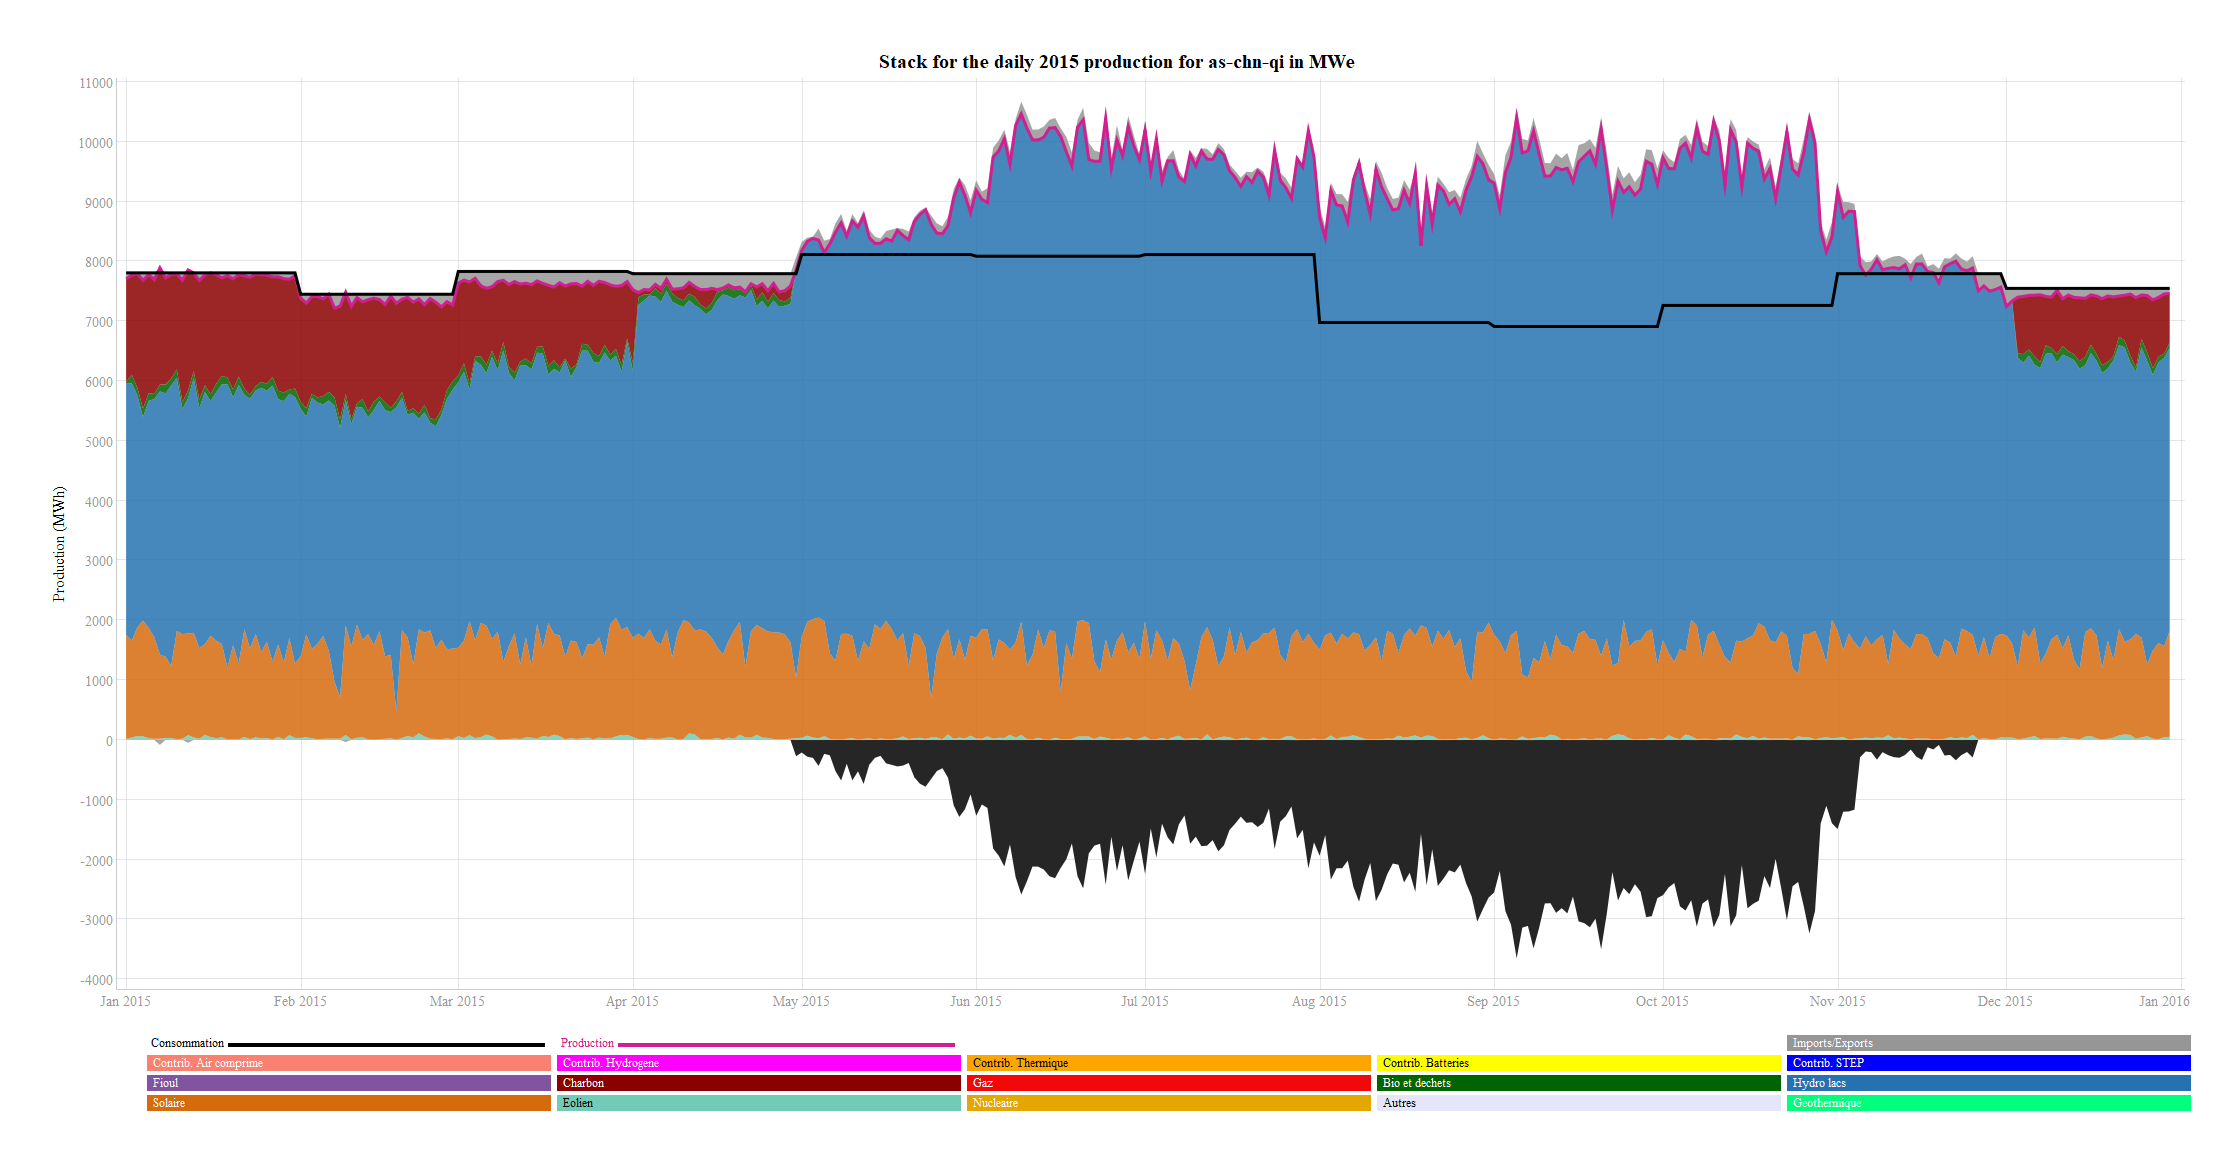 Stack for the daily 2015 production for as-chn-qi in MWe
11000
10000
9000
8000
7000
6000
5000
4000
3000
2000
1000
0
-1000
-2000
-3000
-4000
Production (MWh)
Jan 2015 Feb 2015 Mar 2015 Apr 2015 May 2015 Jun 2015 Jul 2015 Aug 2015 Sep 2015 Oct 2015 Nov 2015 Dec 2015 Jan 2016
Consommation Production Imports/Exports
Contrib. Air comprime Contrib. Hydrogene Contrib. Thermique Contrib. Batteries Contrib. STEP
Fioul Charbon Gaz Bio et dechets Hydro lacs
Solaire Eolien Nucleaire Autres Geothermique